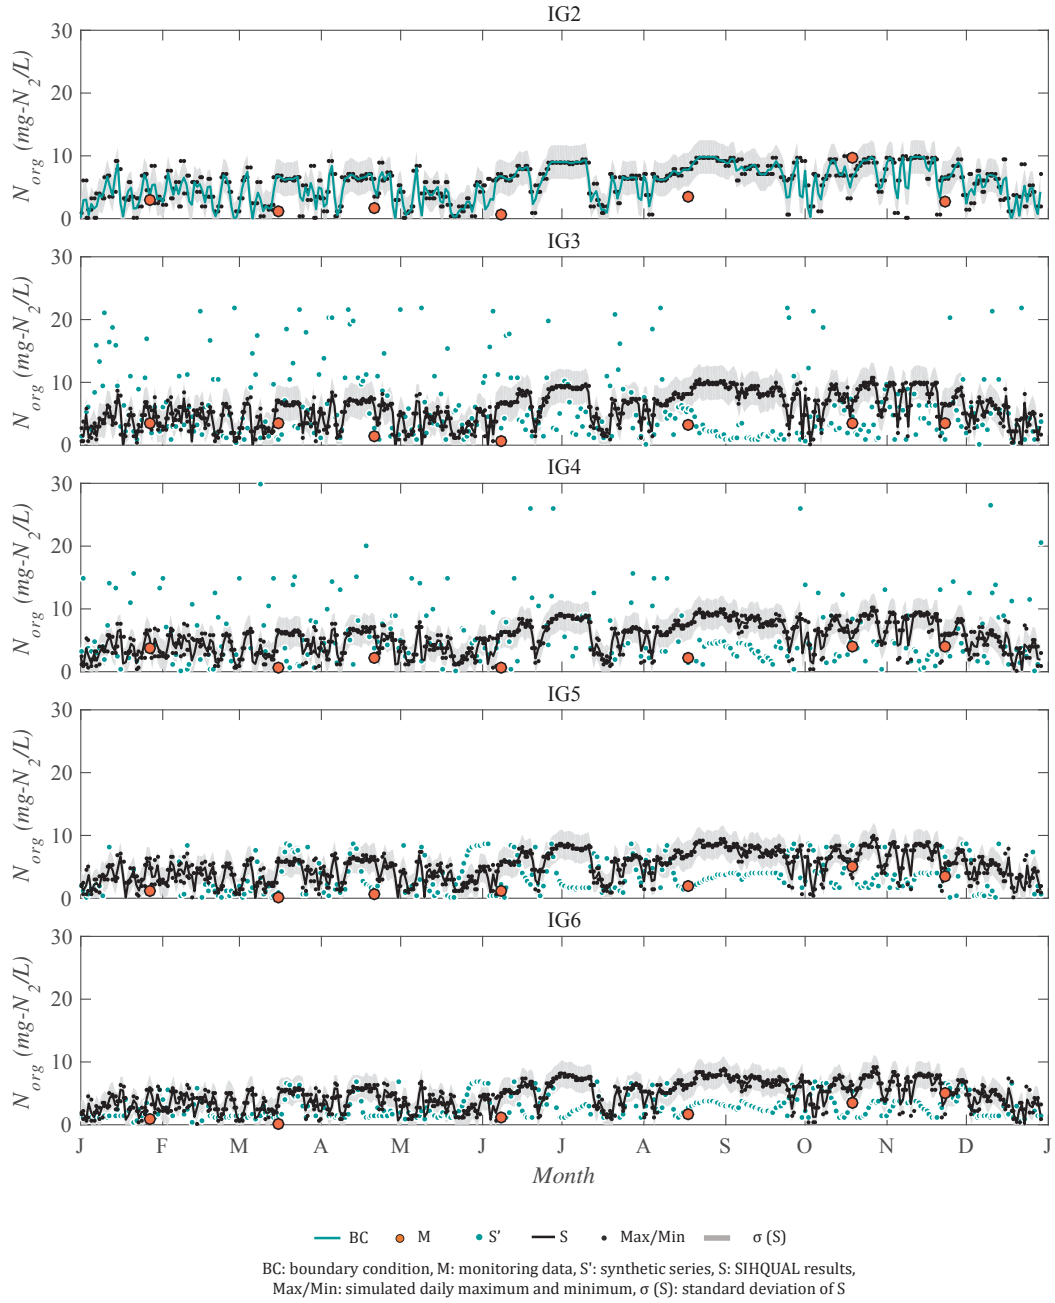 IG2
30
20
10
0
N_org (mg-N_2/L)
IG3
30
20
10
0
N_org (mg-N_2/L)
IG4
30
20
10
0
N_org (mg-N_2/L)
IG5
30
20
10
0
N_org (mg-N_2/L)
IG6
30
20
10
0
N_org (mg-N_2/L)
J F M A M J J A S O N D J
Month
BC M S' S Max/Min σ (S)
BC: boundary condition, M: monitoring data, S': synthetic series, S: SIHQUAL results,
Max/Min: simulated daily maximum and minimum, σ (S): standard deviation of S